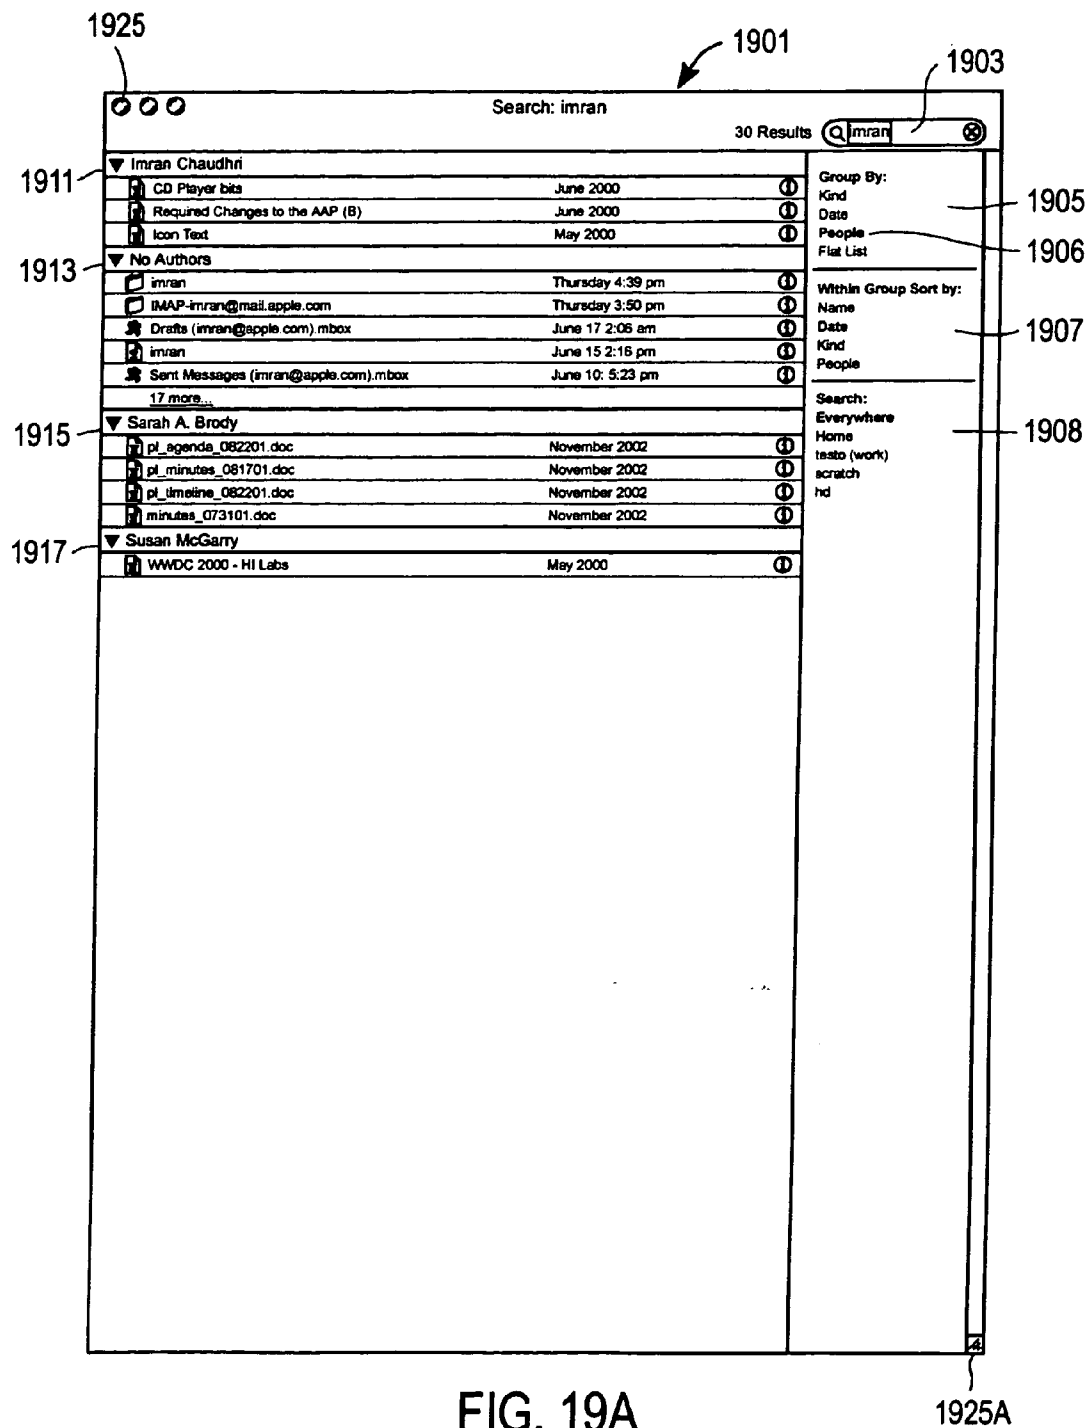 1925
1901
1903
Search: imran
30 Results
imran
1911
Imran Chaudhri
CD Player bits June 2000
Required Changes to the AAP (B) June 2000
Icon Text May 2000
1913
No Authors
imran Thursday 4:39 pm
IMAP-imran@mail.apple.com Thursday 3:50 pm
Drafts (imran@apple.com).mbox June 17 2:06 am
imran June 15 2:16 pm
Sent Messages (imran@apple.com).mbox June 10: 5:23 pm
17 more...
1915
Sarah A. Brody
pl_agenda_082201.doc November 2002
pl_minutes_081701.doc November 2002
pl_timeline_082201.doc November 2002
minutes_073101.doc November 2002
1917
Susan McGarry
WWDC 2000 - HI Labs May 2000
Group By:
Kind
Date
People
Flat List
1905
1906
Within Group Sort by:
Name
Date
Kind
People
1907
Search:
Everywhere
Home
testo (work)
scratch
hd
1908
FIG. 19A
1925A